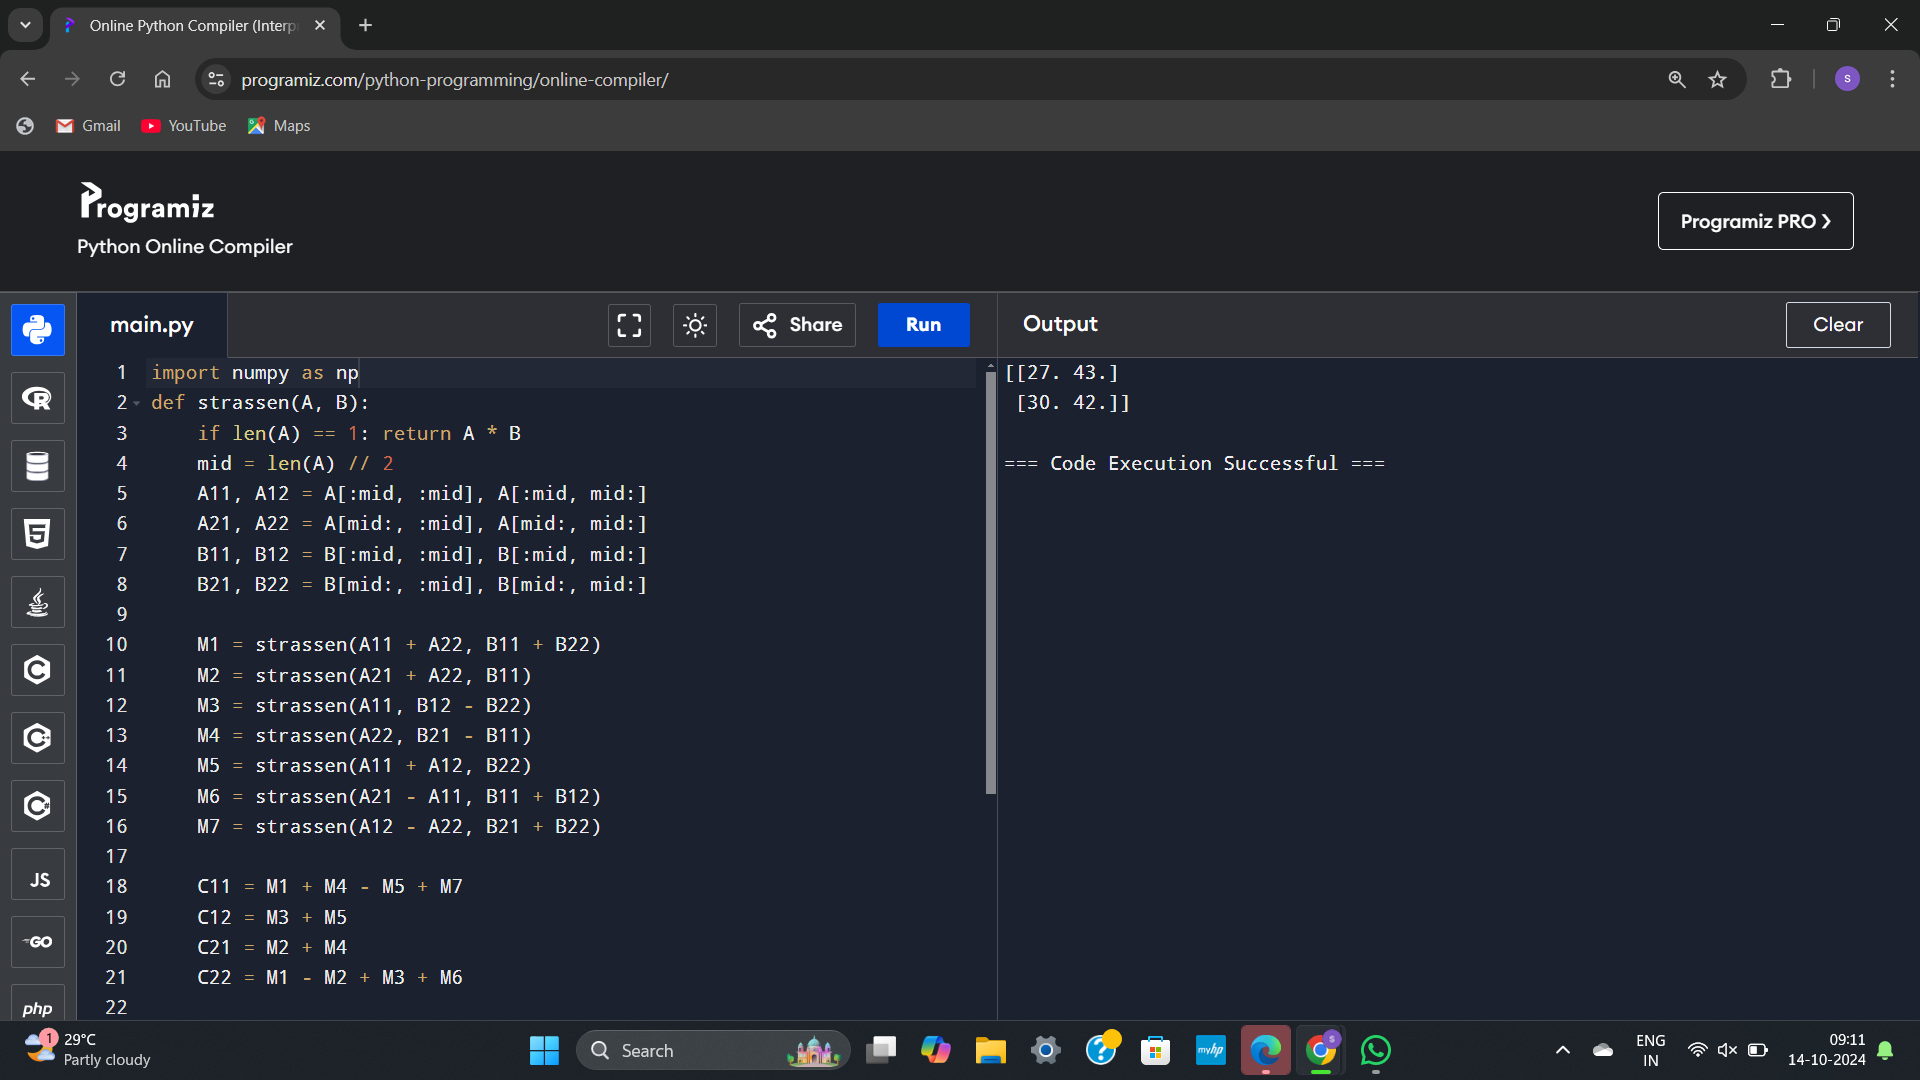 Online Python Compiler (Interp
programiz.com/python-programming/online-compiler/
S
Gmail YouTube Maps
Programiz
Python Online Compiler
Programiz PRO ❯
main.py
Share
Run
Output
Clear
1 import numpy as np
2 def strassen(A, B):
3     if len(A) == 1: return A * B
4     mid = len(A) // 2
5     A11, A12 = A[:mid, :mid], A[:mid, mid:]
6     A21, A22 = A[mid:, :mid], A[mid:, mid:]
7     B11, B12 = B[:mid, :mid], B[:mid, mid:]
8     B21, B22 = B[mid:, :mid], B[mid:, mid:]
9
10     M1 = strassen(A11 + A22, B11 + B22)
11     M2 = strassen(A21 + A22, B11)
12     M3 = strassen(A11, B12 - B22)
13     M4 = strassen(A22, B21 - B11)
14     M5 = strassen(A11 + A12, B22)
15     M6 = strassen(A21 - A11, B11 + B12)
16     M7 = strassen(A12 - A22, B21 + B22)
17
18     C11 = M1 + M4 - M5 + M7
19     C12 = M3 + M5
20     C21 = M2 + M4
21     C22 = M1 - M2 + M3 + M6
22
[[27. 43.]
 [30. 42.]]
=== Code Execution Successful ===
R
5
C
C
C#
JS
GO
php
1
29°C
Partly cloudy
Search
myhp
S
ENG
IN
09:11
14-10-2024